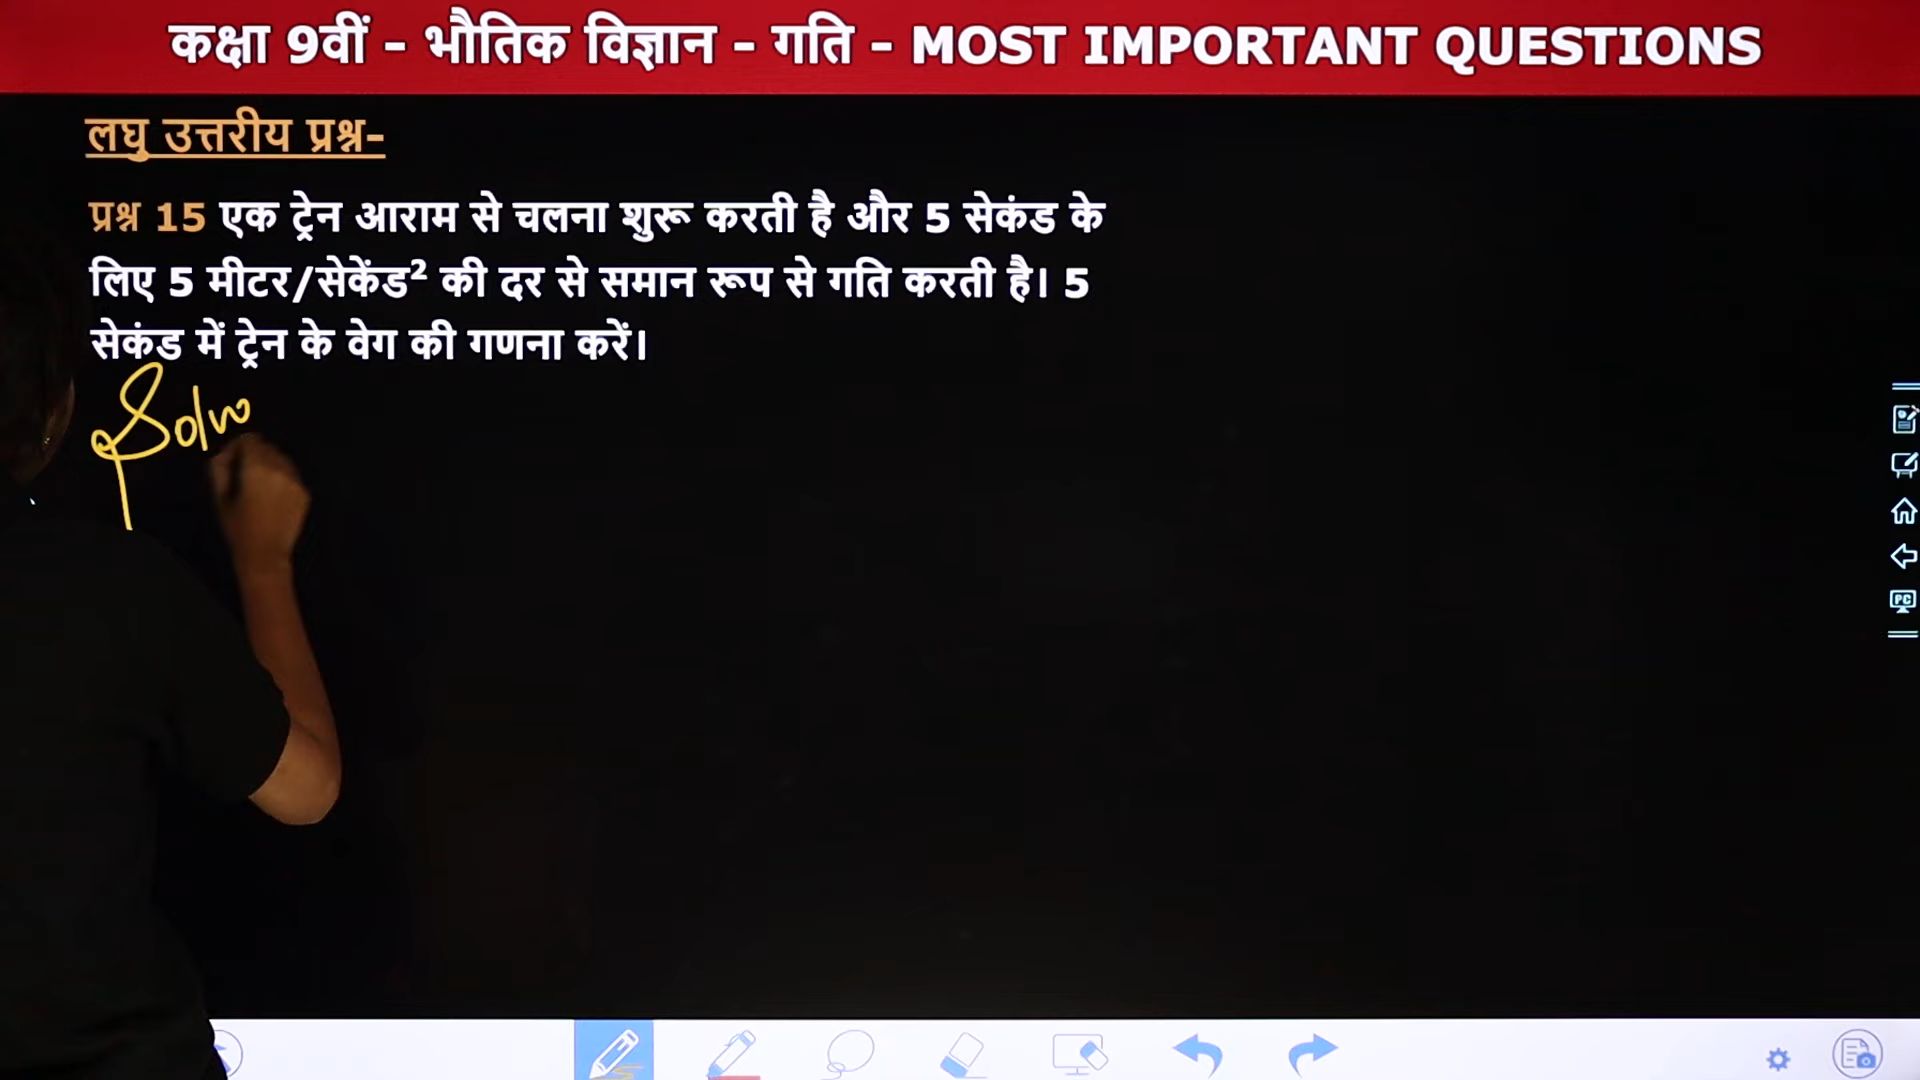 कक्षा 9वीं – भौतिक विज्ञान – गति – MOST IMPORTANT QUESTIONS
लघु उत्तरीय प्रश्न-
प्रश्न 15 एक ट्रेन आराम से चलना शुरू करती है और 5 सेकंड के
लिए 5 मीटर/सेकेंड² की दर से समान रूप से गति करती है। 5
सेकंड में ट्रेन के वेग की गणना करें।
PC